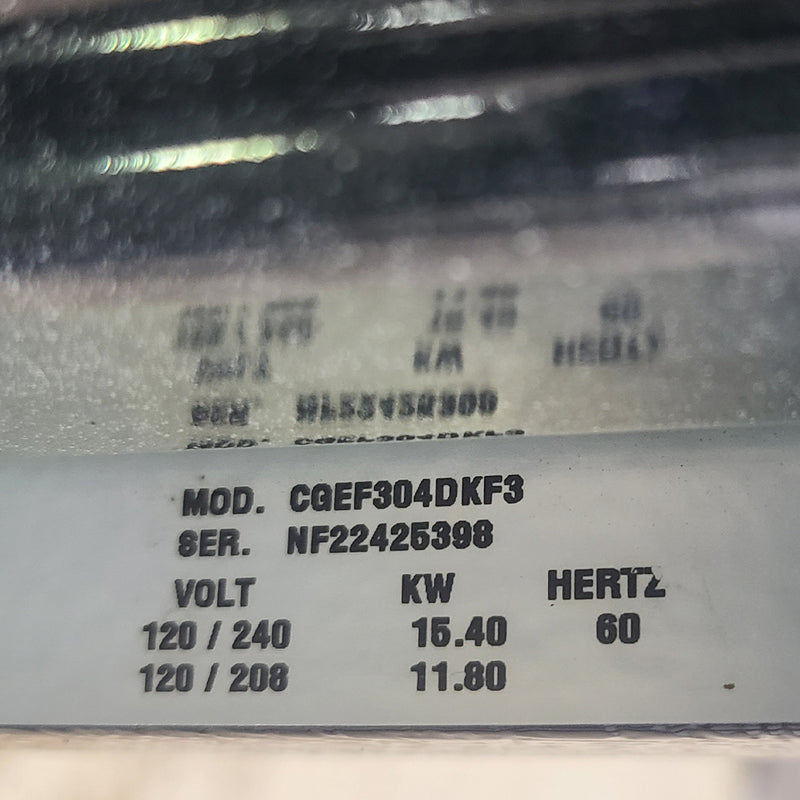 MOD. CGEF304DKF3
SER. NF22425398
VOLT KW HERTZ
120 / 240 15.40 60
120 / 208 11.80